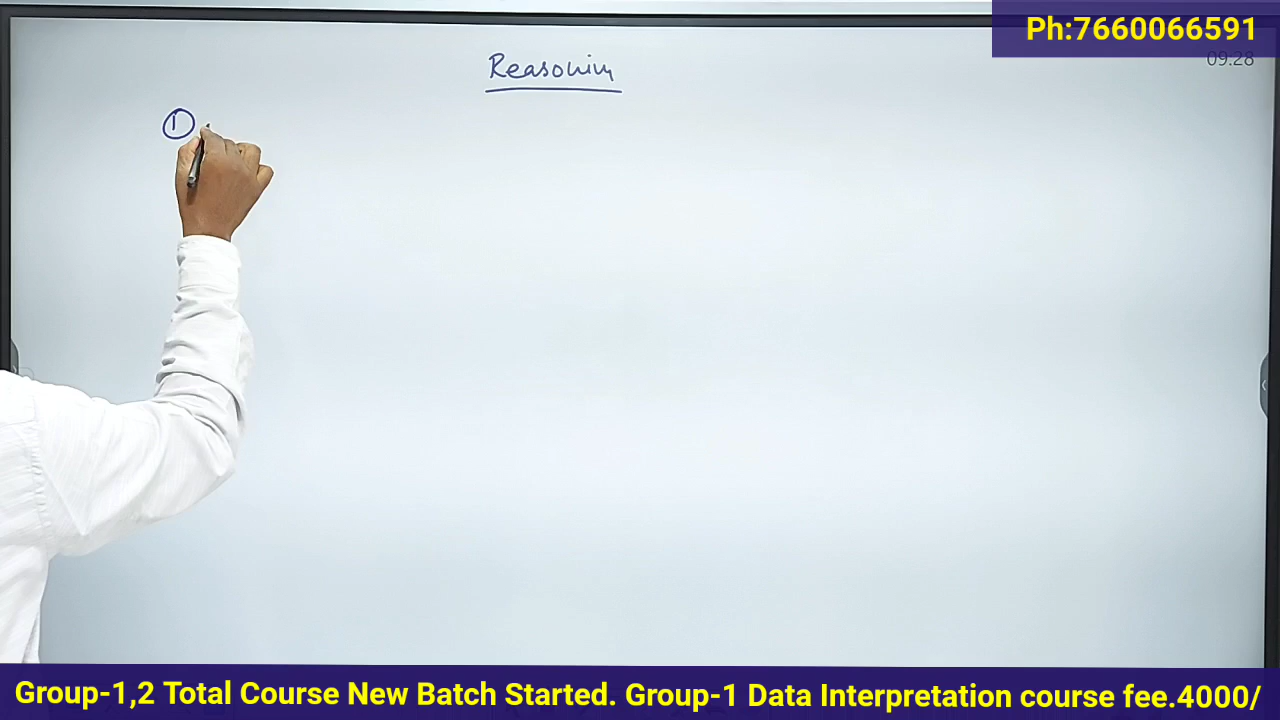 Ph:7660066591
09:28
Reasoning
①
Group-1,2 Total Course New Batch Started. Group-1 Data Interpretation course fee.4000/